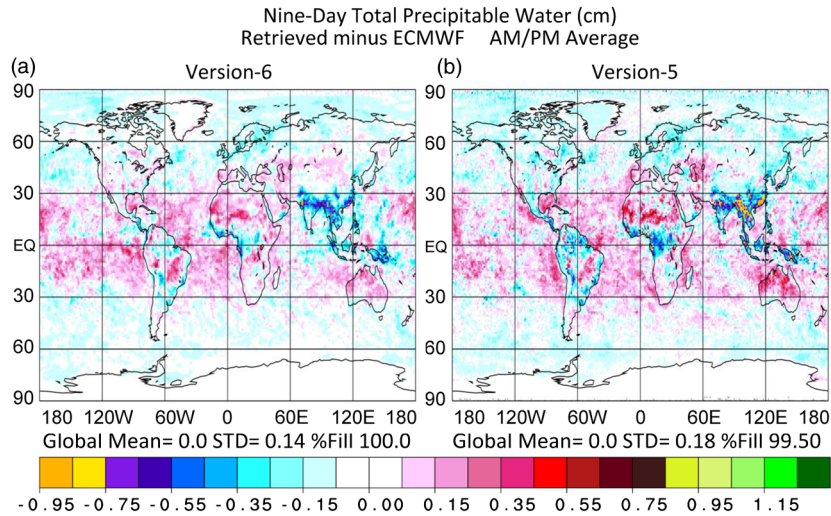 Nine-Day Total Precipitable Water (cm)
Retrieved minus ECMWF AM/PM Average
(a) Version-6
(b) Version-5
90
60
30
EQ
30
60
90
180 120W 60W 0 60E 120E 180
Global Mean= 0.0 STD= 0.14 %Fill 100.0
90
60
30
EQ
30
60
90
180 120W 60W 0 60E 120E 180
Global Mean= 0.0 STD= 0.18 %Fill 99.50
-0.95 -0.75 -0.55 -0.35 -0.15 0.00 0.15 0.35 0.55 0.75 0.95 1.15